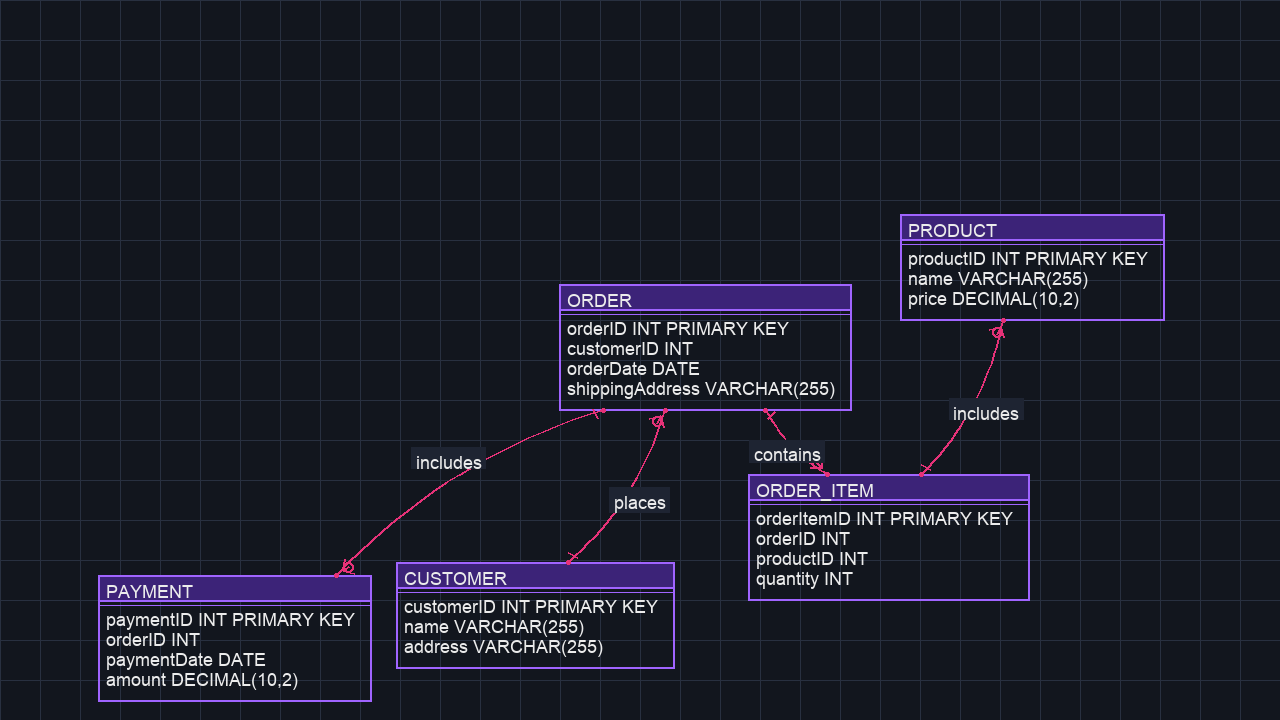 PRODUCT
productID INT PRIMARY KEY
name VARCHAR(255)
price DECIMAL(10,2)
ORDER
orderID INT PRIMARY KEY
customerID INT
orderDate DATE
shippingAddress VARCHAR(255)
includes
includes
contains
places
ORDER_ITEM
orderItemID INT PRIMARY KEY
orderID INT
productID INT
quantity INT
PAYMENT
paymentID INT PRIMARY KEY
orderID INT
paymentDate DATE
amount DECIMAL(10,2)
CUSTOMER
customerID INT PRIMARY KEY
name VARCHAR(255)
address VARCHAR(255)